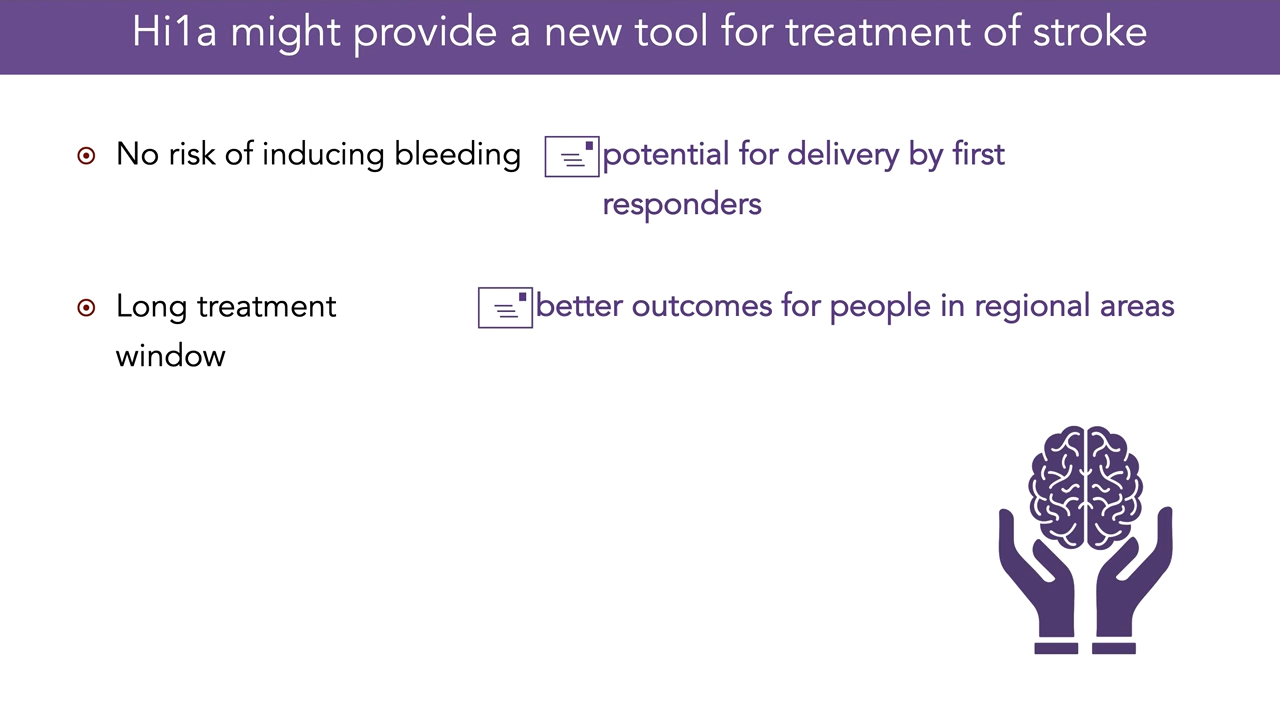 Hi1a might provide a new tool for treatment of stroke
No risk of inducing bleeding potential for delivery by first
responders
Long treatment better outcomes for people in regional areas
window